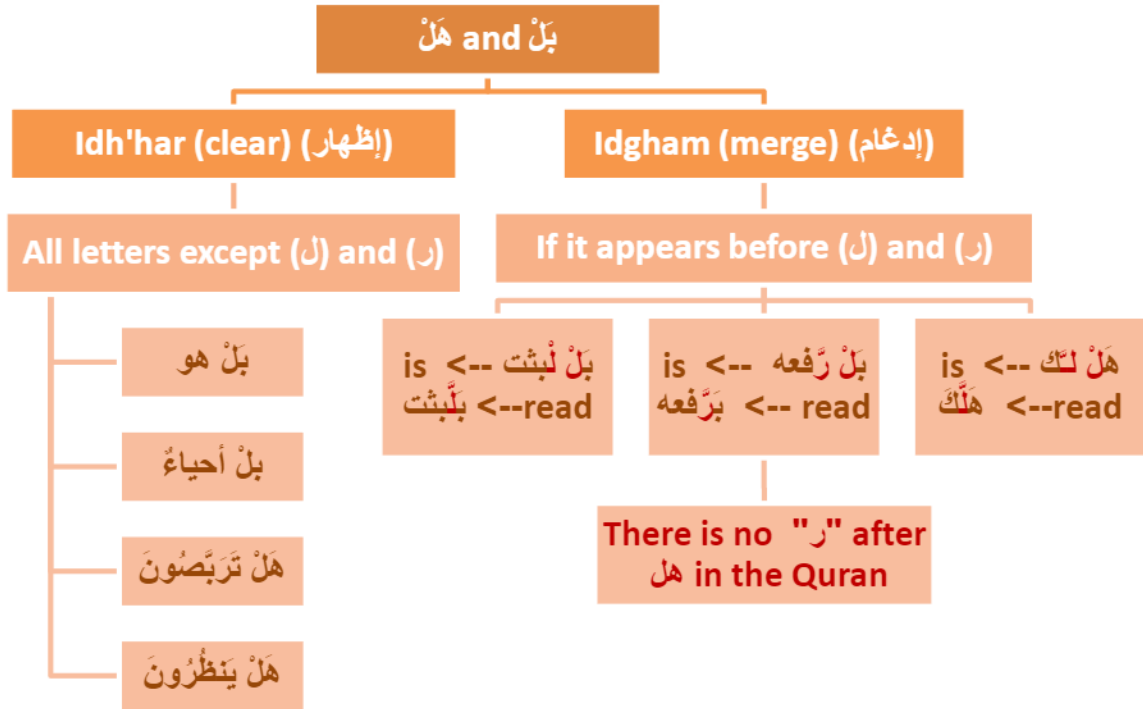 بَلْ and هَلْ
Idh'har (clear) (إظهار)
Idgham (merge) (إدغام)
All letters except (ل) and (ر)
If it appears before (ل) and (ر)
بَلْ هو
بلْ أحياءٌ
هَلْ تَرَبَّصُونَ
هَلْ يَنظُرُونَ
بَلْ لْبثت --> is
read--> بَلَّبثت
بَلْ رَّفعه --> is
read --> بَرَّفعه
هَلْ لـَّك --> is
read--> هَلَّكَ
There is no "ر" after
هل in the Quran